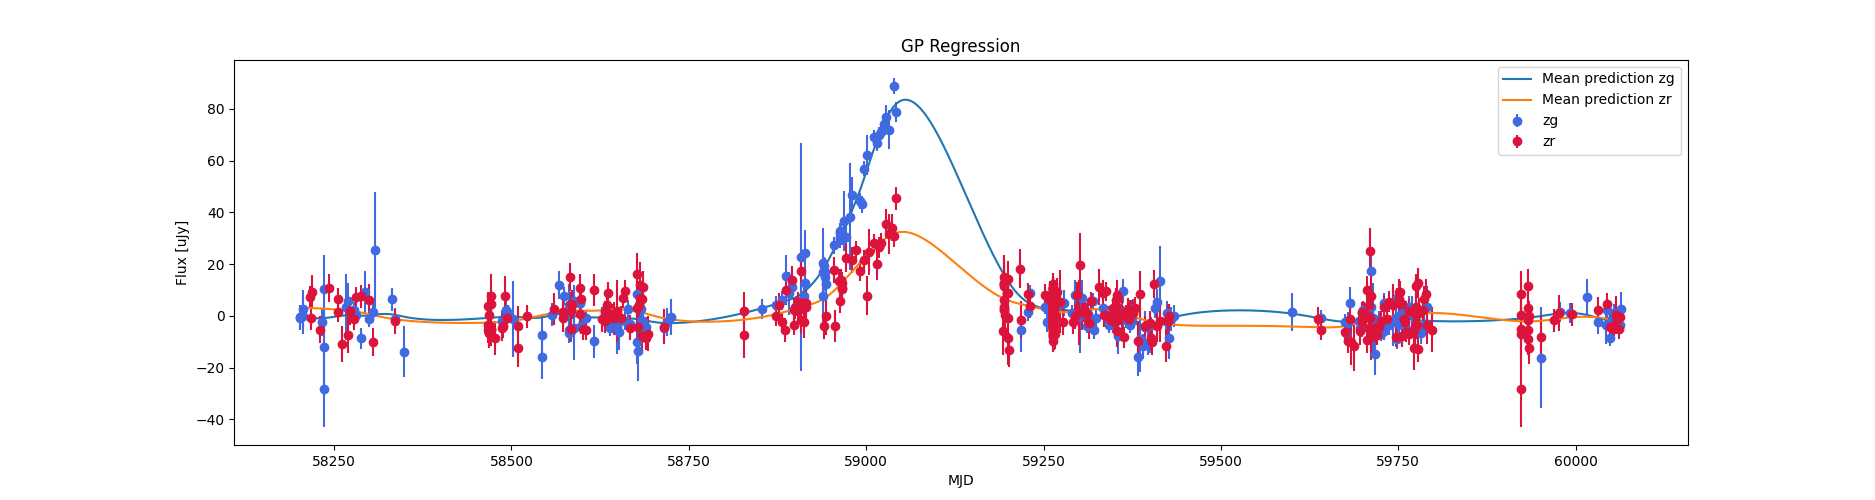 GP Regression
Flux [uJy]
80
60
40
20
0
−20
−40
58250 58500 58750 59000 59250 59500 59750 60000
MJD
Mean prediction zg
Mean prediction zr
zg
zr